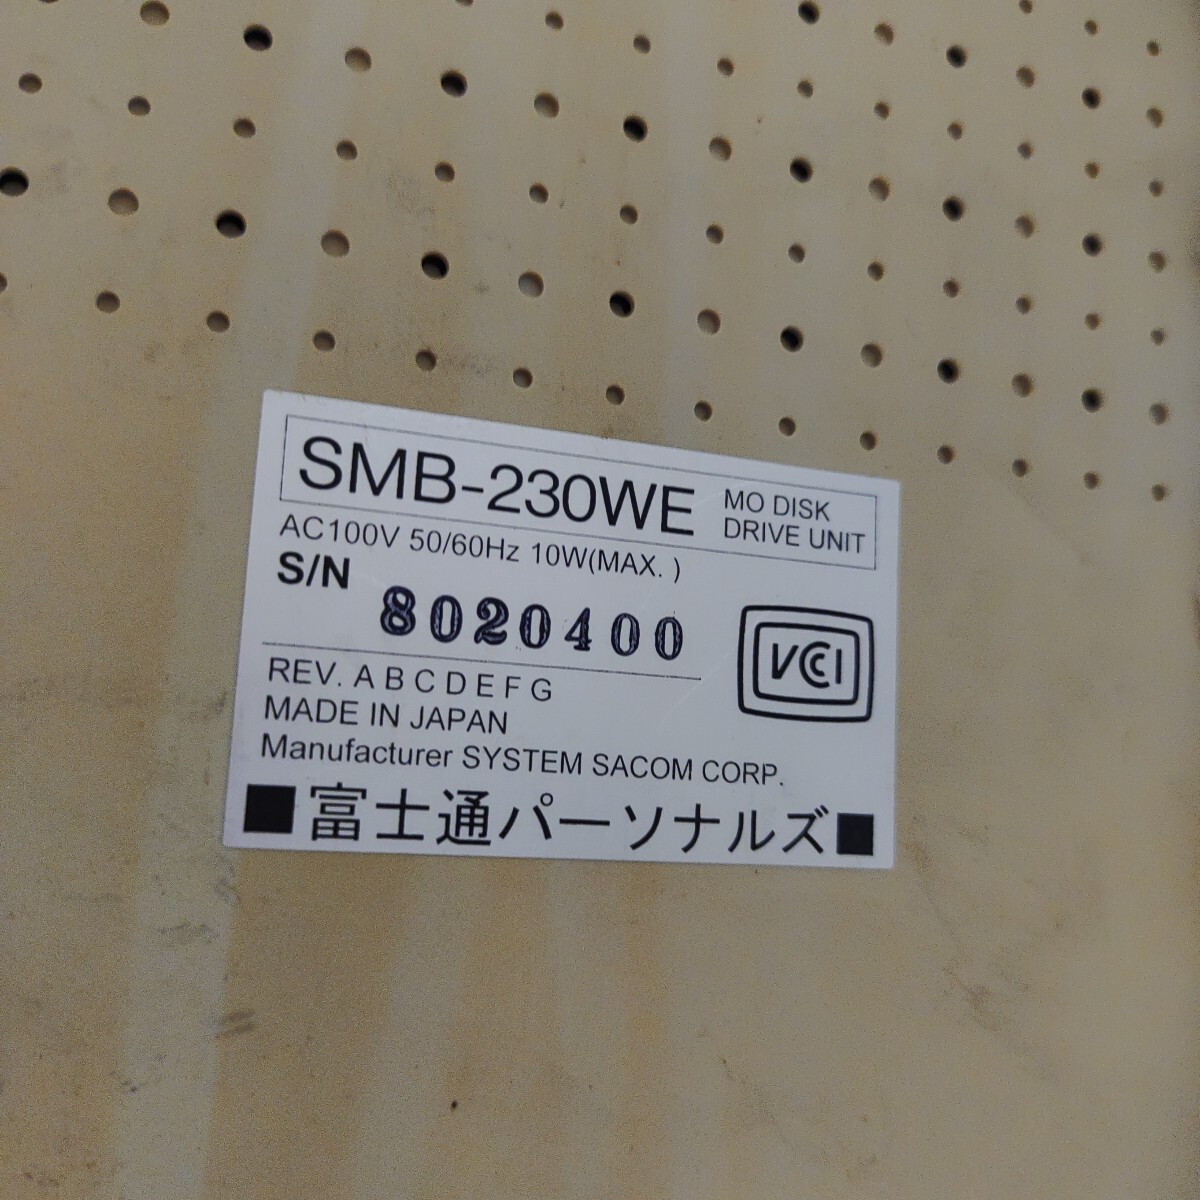 SMB-230WE MO DISK
DRIVE UNIT
AC100V 50/60Hz 10W(MAX. )
S/N 8020400
VCCI
REV. A B C D E F G
MADE IN JAPAN
Manufacturer SYSTEM SACOM CORP.
■富士通パーソナルズ■